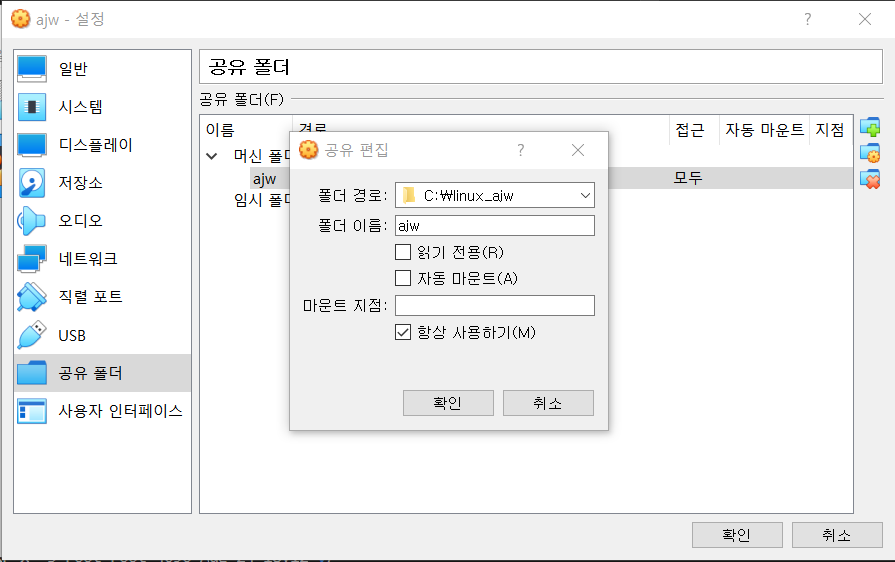 ajw - 설정
?
공유 폴더
일반
시스템
디스플레이
저장소
오디오
네트워크
직렬 포트
USB
공유 폴더
사용자 인터페이스
공유 폴더(F)
이름 경로 접근 자동 마운트 지점
머신 폴더
ajw 모두
임시 폴더
공유 편집
?
폴더 경로: C:₩linux_ajw
폴더 이름: ajw
읽기 전용(R)
자동 마운트(A)
마운트 지점:
항상 사용하기(M)
확인 취소
확인 취소